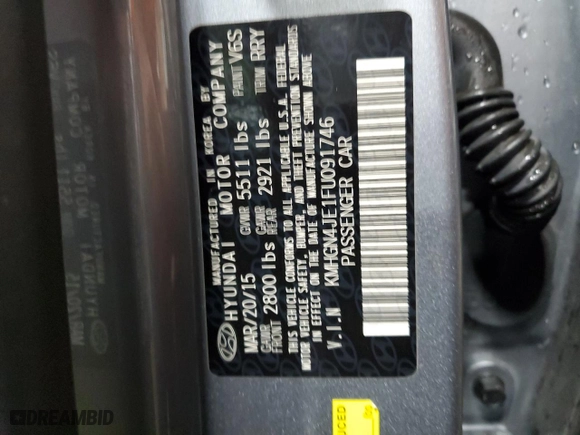 MANUFACTURED IN KOREA BY
HYUNDAI MOTOR COMPANY
MAR/20/15 GVWR 5511 lbs PAINT V6S
GAWR FRONT 2800 lbs GAWR REAR 2921 lbs TRIM RRY
THIS VEHICLE CONFORMS TO ALL APPLICABLE U.S.A. FEDERAL
MOTOR VEHICLE SAFETY, BUMPER, AND THEFT PREVENTION STANDARDS
IN EFFECT ON THE DATE OF MANUFACTURE SHOWN ABOVE
V.I.N KMHGN4JE1FU091746
PASSENGER CAR
DUCED
DREAMBID